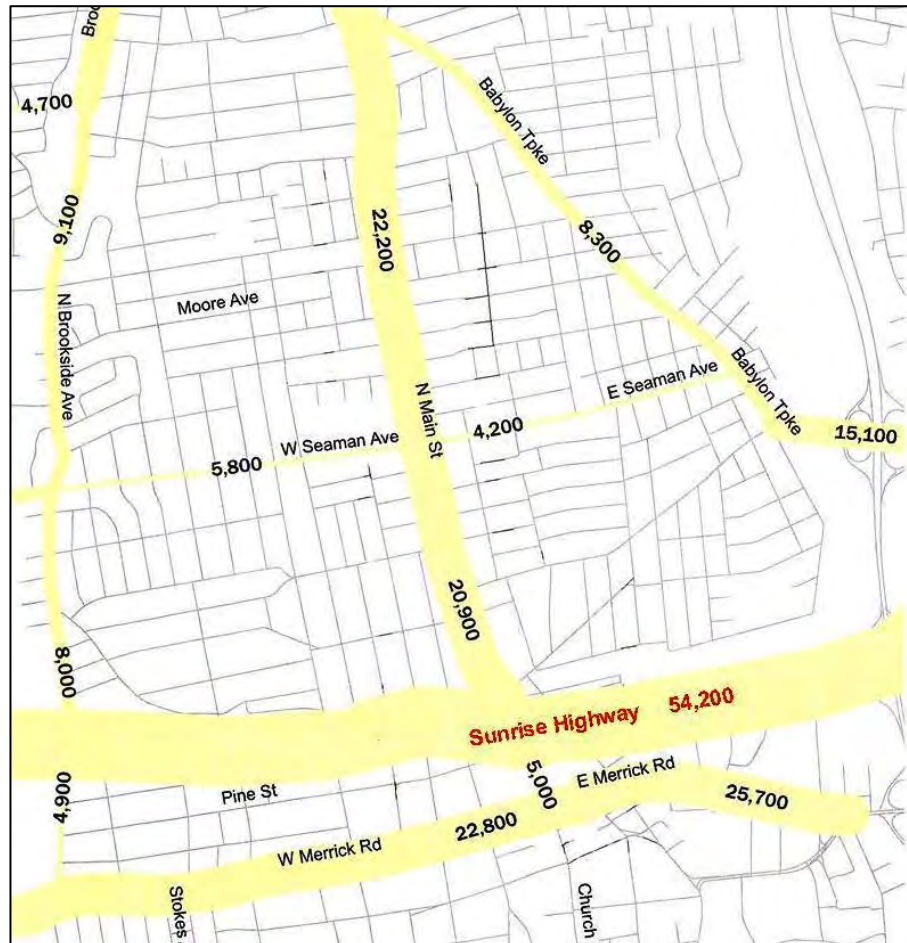 Broo
4,700
Babylon Tpke
9,100
22,200
8,300
Moore Ave
N Brookside Ave
E Seaman Ave
Babylon Tpke
N Main St
4,200
15,100
W Seaman Ave
5,800
20,900
8,000
Sunrise Highway 54,200
4,900
Pine St
5,000
E Merrick Rd
25,700
22,800
W Merrick Rd
Stokes
Church